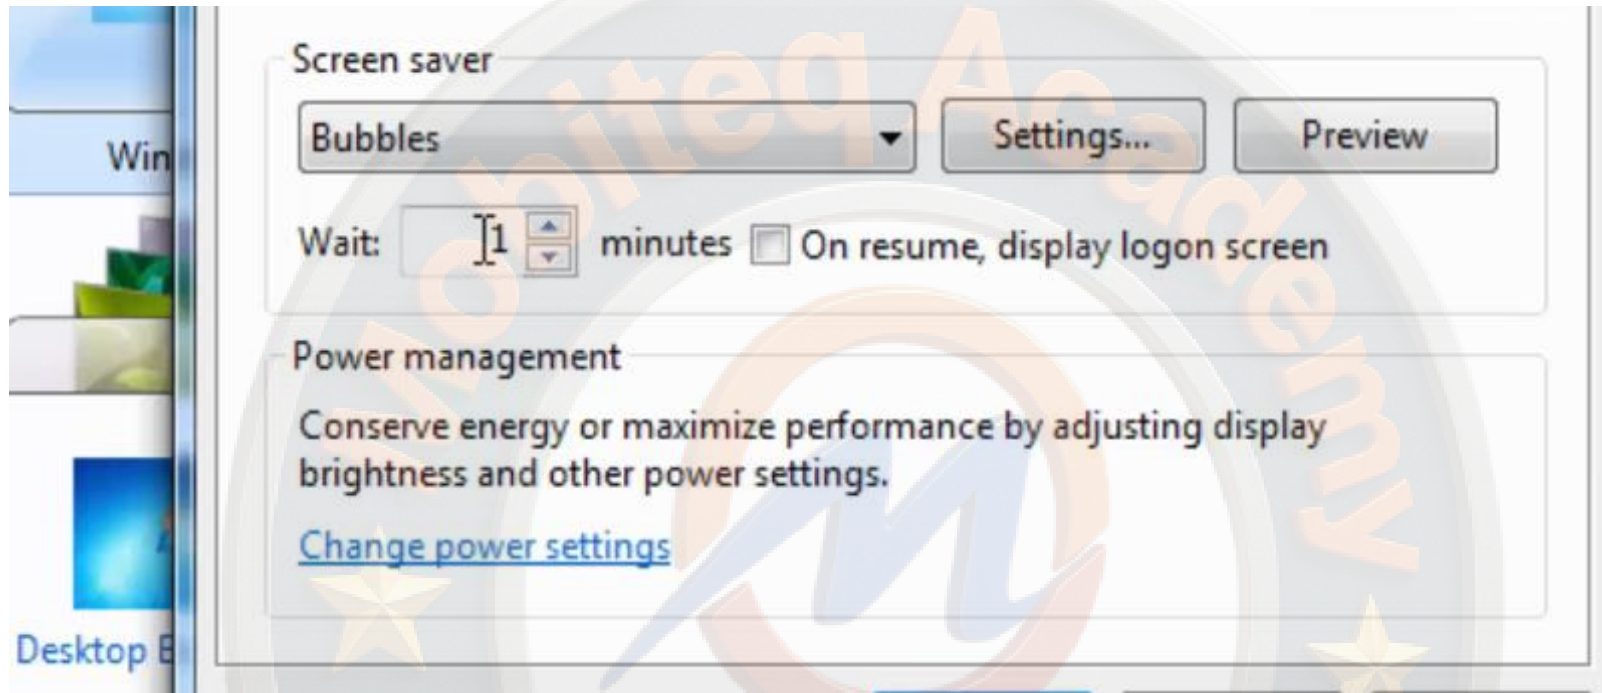 Screen saver
Bubbles
Settings...
Preview
Win
Wait: 1 minutes On resume, display logon screen
Power management
Conserve energy or maximize performance by adjusting display
brightness and other power settings.
Change power settings
Desktop
Mobiteq Academy